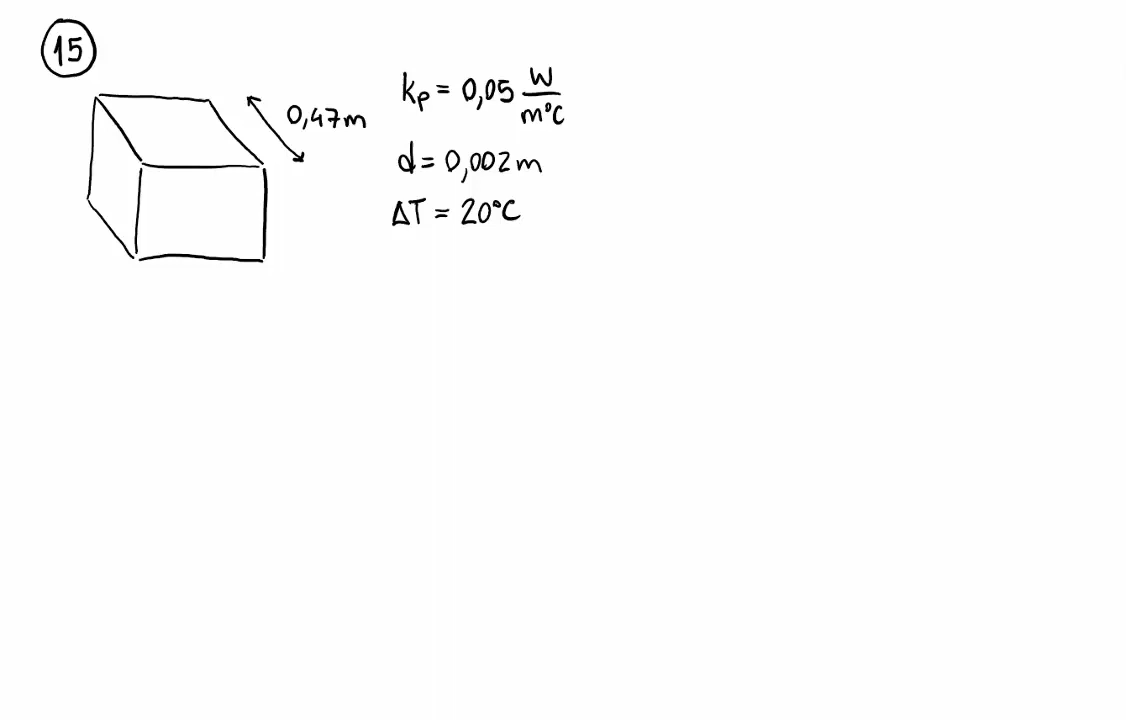 15
0,47m
kp = 0,05 W/m°C
d = 0,002m
ΔT = 20°C